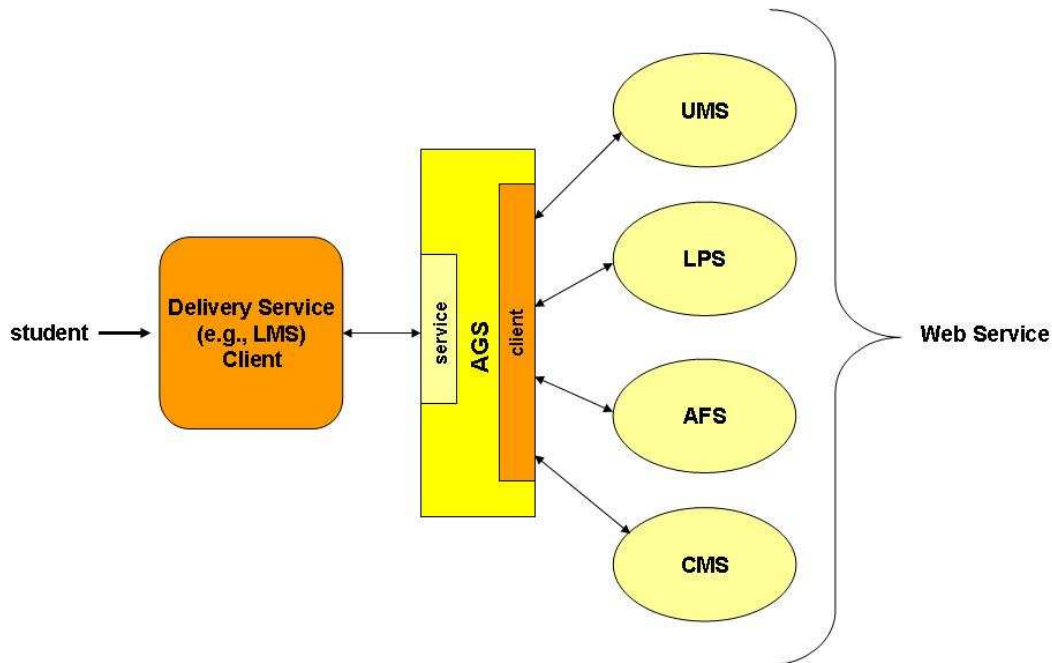 student
Delivery Service
(e.g., LMS)
Client
service
AGS
client
UMS
LPS
AFS
CMS
Web Service